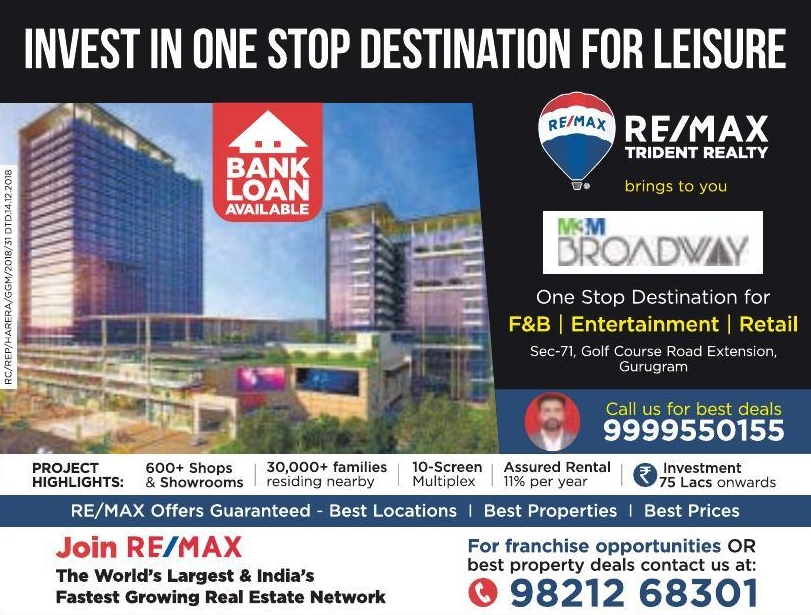 INVEST IN ONE STOP DESTINATION FOR LEISURE
RC/REP/HARERA/GGM/2018/31 DTD.14.12.2018
BANK
LOAN
AVAILABLE
RE/MAX
RE/MAX
TRIDENT REALTY
brings to you
M3M
BROADWAY
One Stop Destination for
F&B | Entertainment | Retail
Sec-71, Golf Course Road Extension,
Gurugram
Call us for best deals
9999550155
PROJECT
HIGHLIGHTS:
600+ Shops
& Showrooms
30,000+ families
residing nearby
10-Screen
Multiplex
Assured Rental
11% per year
₹ Investment
75 Lacs onwards
RE/MAX Offers Guaranteed - Best Locations | Best Properties | Best Prices
Join RE/MAX
The World's Largest & India's
Fastest Growing Real Estate Network
For franchise opportunities OR
best property deals contact us at:
98212 68301